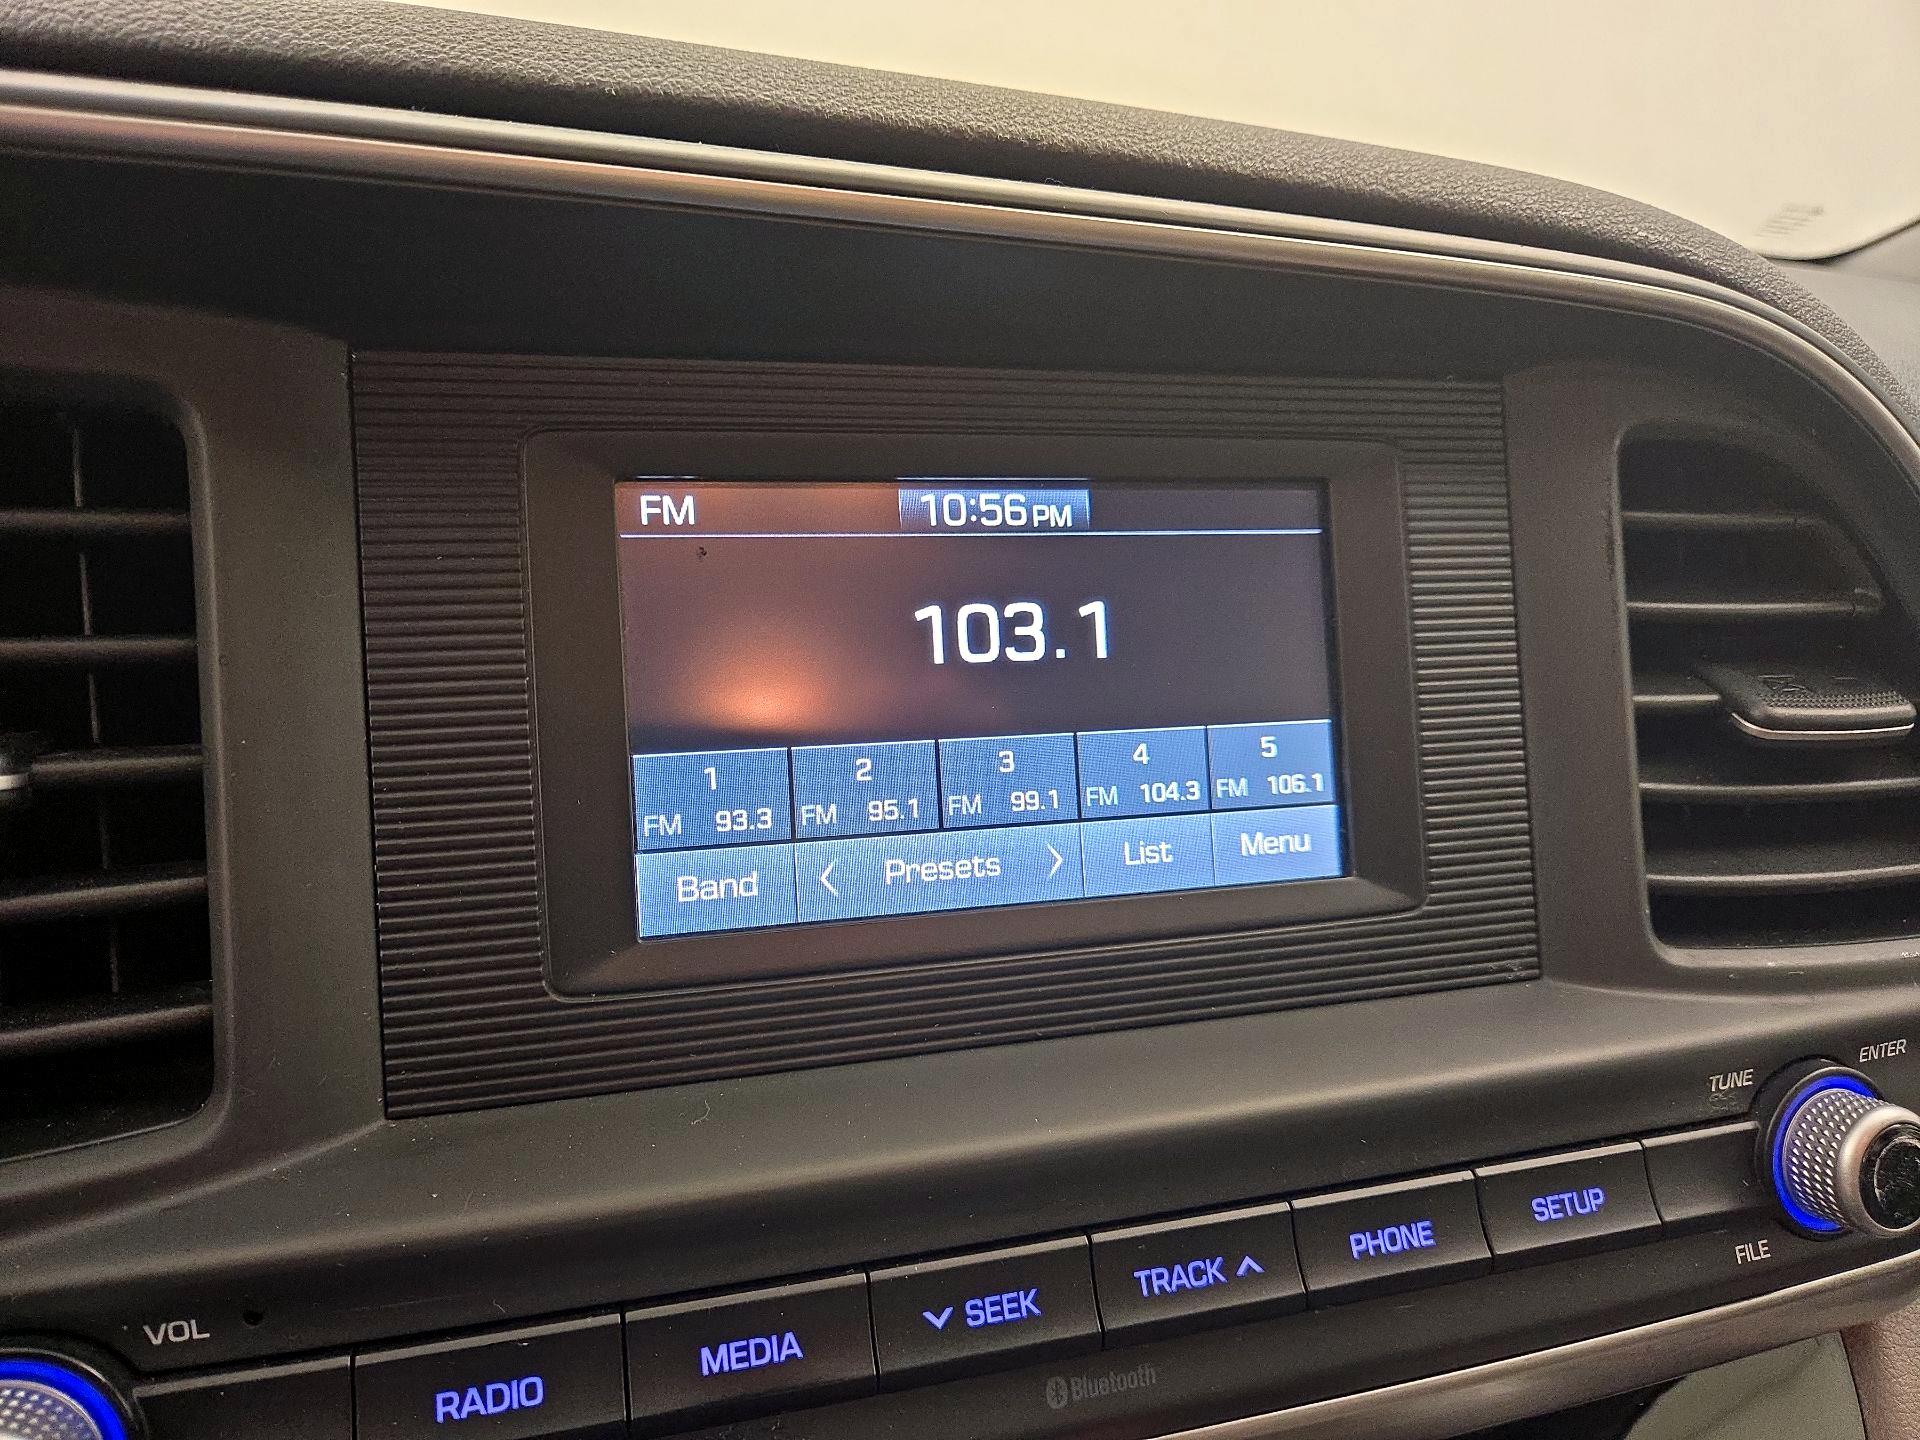 FM 10:56 PM
103.1
1 2 3 4 5
FM 93.3 FM 95.1 FM 99.1 FM 104.3 FM 106.1
Band < Presets > List Menu
ENTER
TUNE
FILE
VOL
RADIO MEDIA ∨ SEEK TRACK ∧ PHONE SETUP
Bluetooth